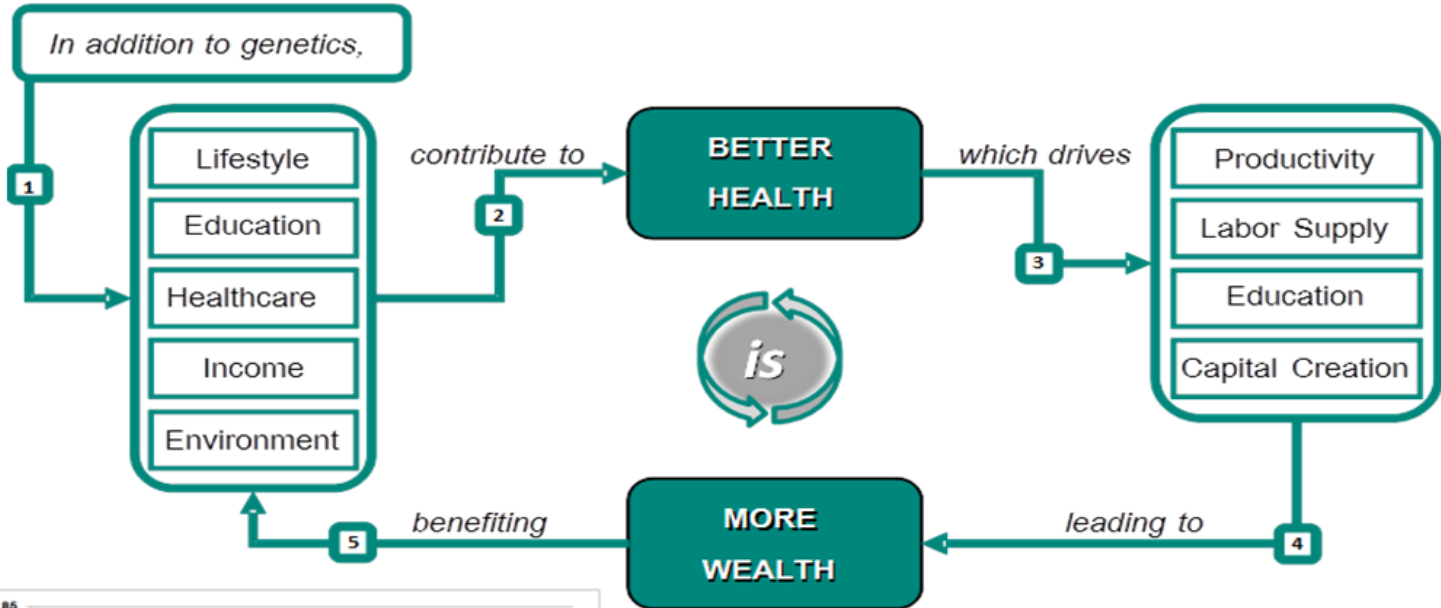 In addition to genetics,
1
Lifestyle
Education
Healthcare
Income
Environment
contribute to
2
BETTER
HEALTH
which drives
3
Productivity
Labor Supply
Education
Capital Creation
is
leading to
4
MORE
WEALTH
benefiting
5
85